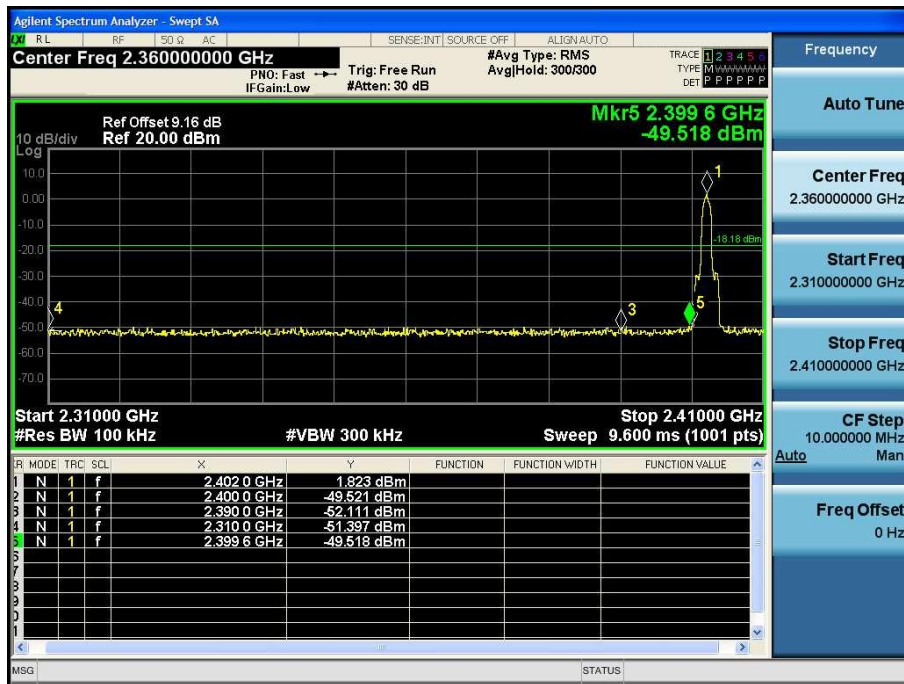 Agilent Spectrum Analyzer - Swept SA
LXI RL RF 50 Ω AC SENSE:INT SOURCE OFF ALIGN AUTO
Center Freq 2.360000000 GHz
PNO: Fast
IFGain:Low
Trig: Free Run
#Atten: 30 dB
#Avg Type: RMS
Avg|Hold: 300/300
TRACE 1 2 3 4 5 6
TYPE M W W W W W
DET P P P P P P
Frequency
Mkr5 2.399 6 GHz
-49.518 dBm
Ref Offset 9.16 dB
10 dB/div Ref 20.00 dBm
Log
10.0
0.00
-10.0
-20.0
-30.0
-40.0
-50.0
-60.0
-70.0
1
-18.18 dBm
4
3
5
Start 2.31000 GHz Stop 2.41000 GHz
#Res BW 100 kHz #VBW 300 kHz Sweep 9.600 ms (1001 pts)
MODE TRC SCL X Y FUNCTION FUNCTION WIDTH FUNCTION VALUE
1 N 1 f 2.402 0 GHz 1.823 dBm
2 N 1 f 2.400 0 GHz -49.521 dBm
3 N 1 f 2.390 0 GHz -52.111 dBm
4 N 1 f 2.310 0 GHz -51.397 dBm
5 N 1 f 2.399 6 GHz -49.518 dBm
6
7
8
9
Auto Tune
Center Freq
2.360000000 GHz
Start Freq
2.310000000 GHz
Stop Freq
2.410000000 GHz
CF Step
10.000000 MHz
Auto Man
Freq Offset
0 Hz
MSG STATUS